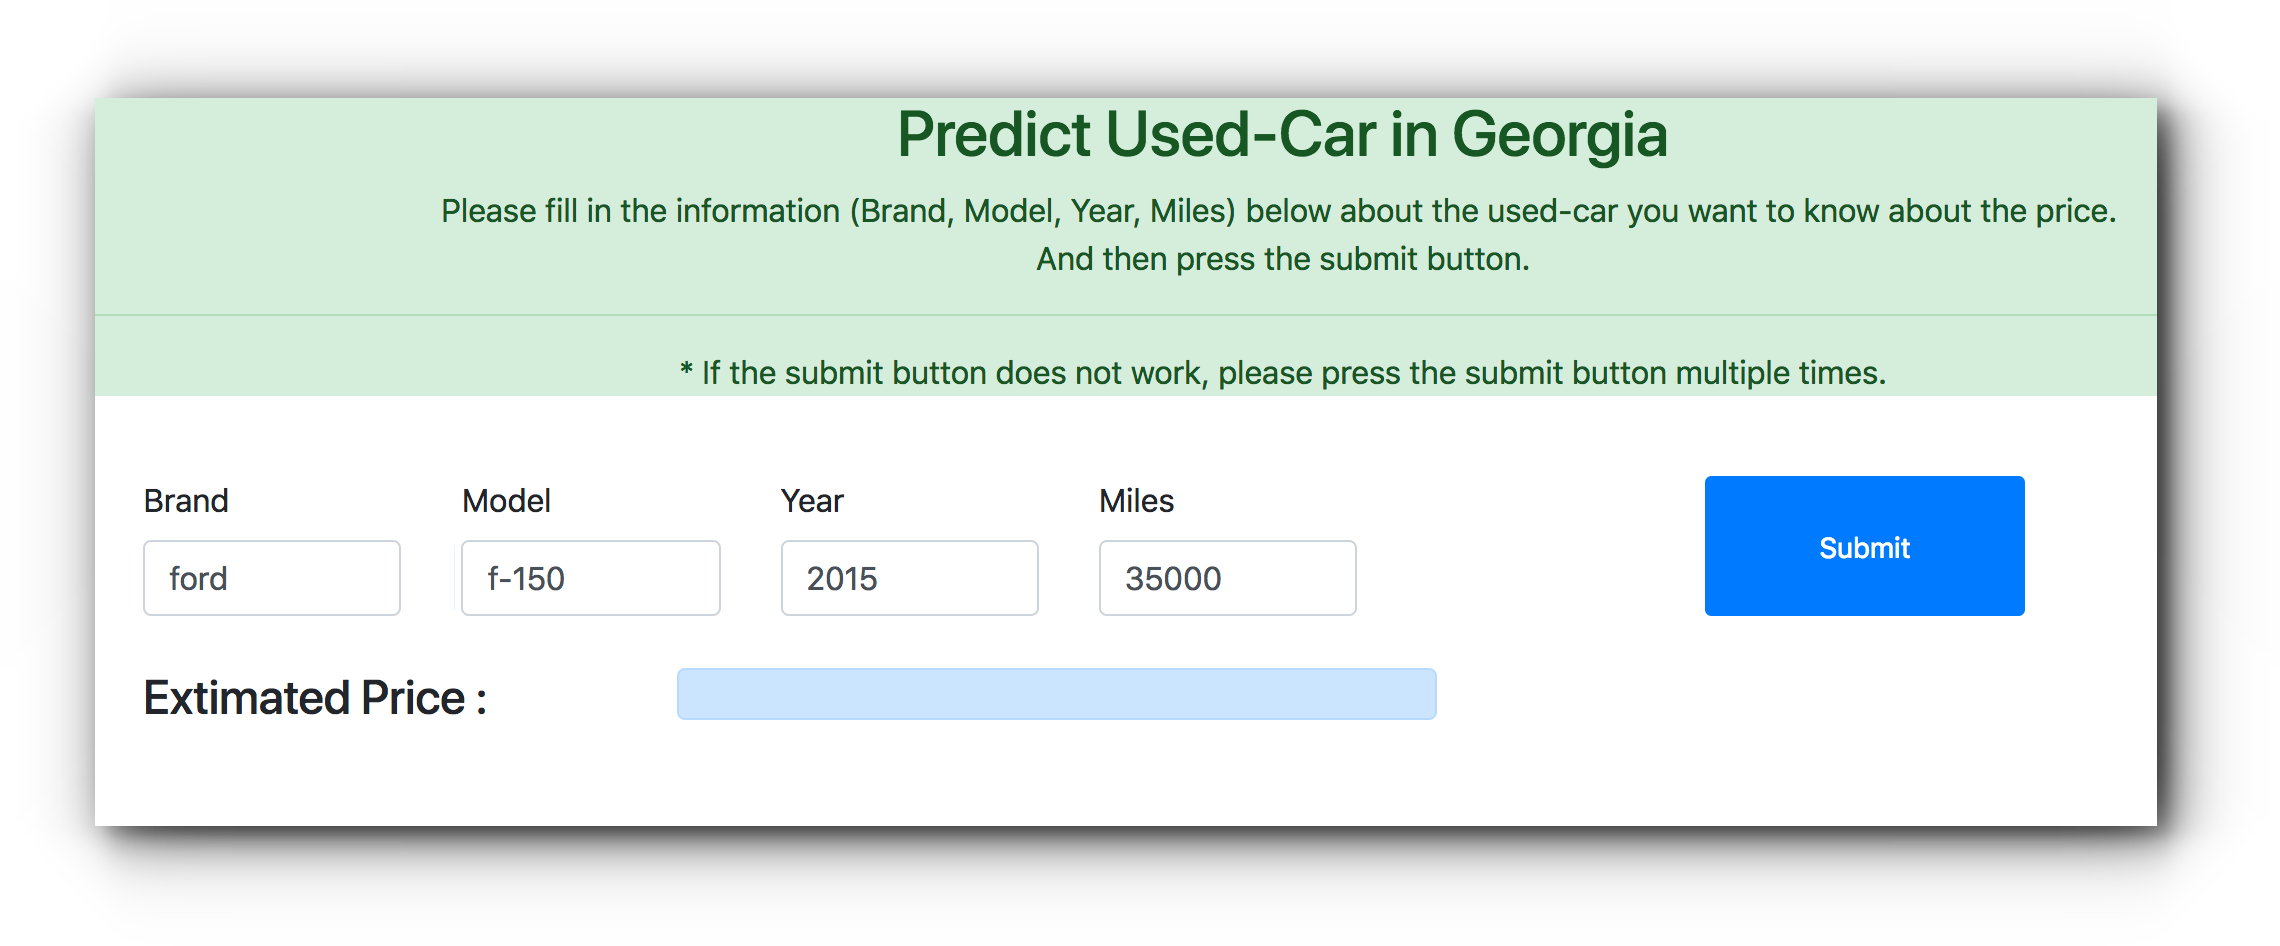 Predict Used-Car in Georgia
Please fill in the information (Brand, Model, Year, Miles) below about the used-car you want to know about the price.
And then press the submit button.
* If the submit button does not work, please press the submit button multiple times.
Brand Model Year Miles
ford f-150 2015 35000
Submit
Extimated Price :